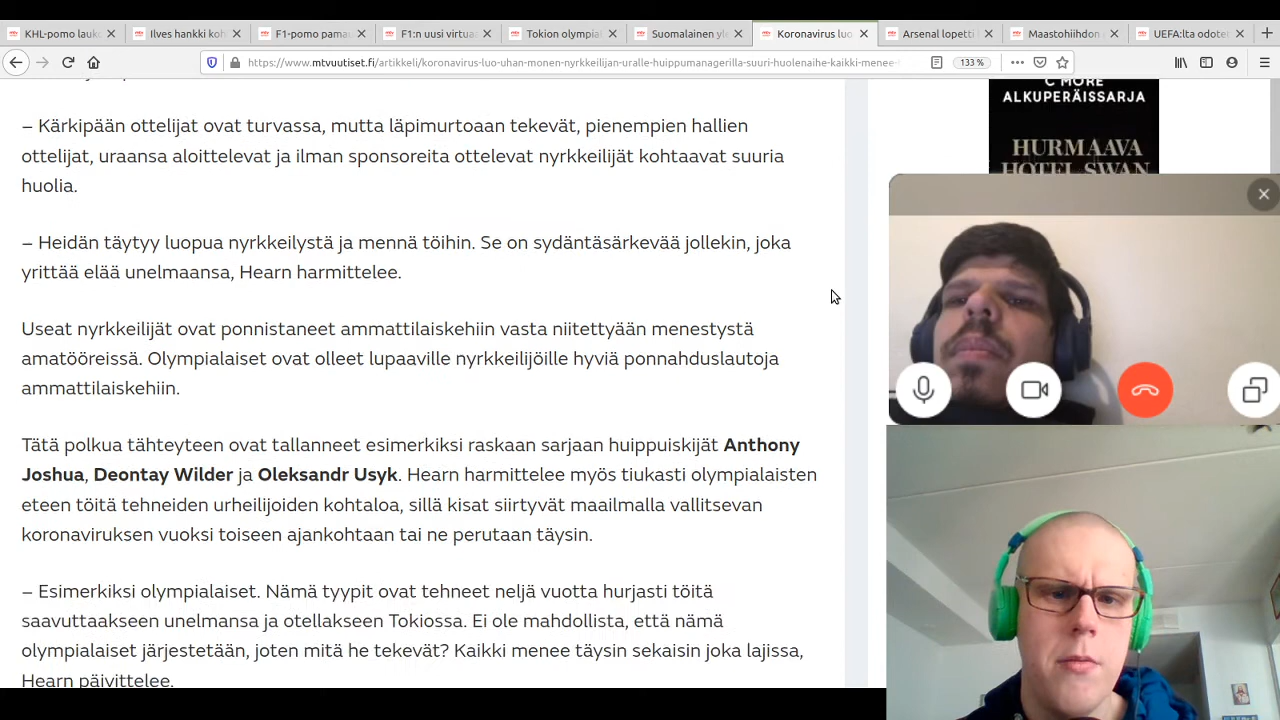 KHL-pomo lauk
Ilves hankki koh
F1-pomo pamau
F1:n uusi virtua
Tokion olympial
Suomalainen yle
Koronavirus luo
Arsenal lopetti
Maastohiihdon
UEFA:lta odotet
https://www.mtvuutiset.fi/artikkeli/koronavirus-luo-uhan-monen-nyrkkeilijan-uralle-huippumanagerilla-suuri-huolenaihe-kaikki-menee-
133 %
– Kärkipään ottelijat ovat turvassa, mutta läpimurtoaan tekevät, pienempien hallien
ottelijat, uraansa aloittelevat ja ilman sponsoreita ottelevat nyrkkeilijät kohtaavat suuria
huolia.
– Heidän täytyy luopua nyrkkeilystä ja mennä töihin. Se on sydäntäsärkevää jollekin, joka
yrittää elää unelmaansa, Hearn harmittelee.
Useat nyrkkeilijät ovat ponnistaneet ammattilaiskehiin vasta niitettyään menestystä
amatööreissä. Olympialaiset ovat olleet lupaaville nyrkkeilijöille hyviä ponnahduslautoja
ammattilaiskehiin.
Tätä polkua tähteyteen ovat tallanneet esimerkiksi raskaan sarjaan huippuiskijät Anthony
Joshua, Deontay Wilder ja Oleksandr Usyk. Hearn harmittelee myös tiukasti olympialaisten
eteen töitä tehneiden urheilijoiden kohtaloa, sillä kisat siirtyvät maailmalla vallitsevan
koronaviruksen vuoksi toiseen ajankohtaan tai ne perutaan täysin.
– Esimerkiksi olympialaiset. Nämä tyypit ovat tehneet neljä vuotta hurjasti töitä
saavuttaakseen unelmansa ja otellakseen Tokiossa. Ei ole mahdollista, että nämä
olympialaiset järjestetään, joten mitä he tekevät? Kaikki menee täysin sekaisin joka lajissa,
Hearn päivittelee.
C MORE
ALKUPERÄISSARJA
HURMAAVA
HOTEL SWAN